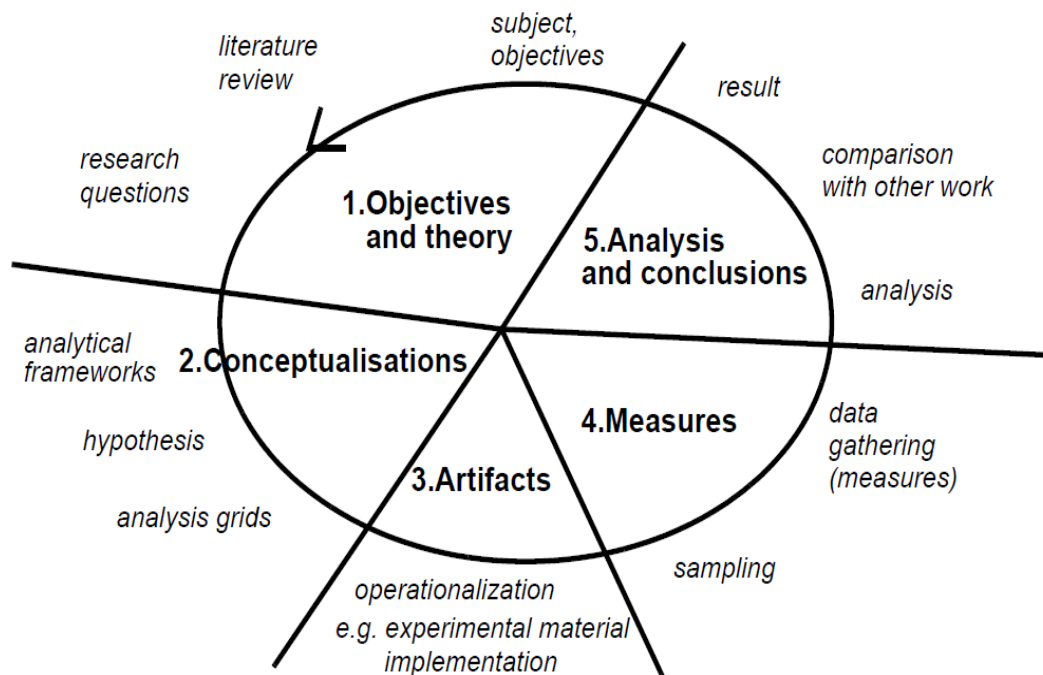 subject,
objectives
literature
review
result
research
questions
comparison
with other work
1.Objectives
and theory
5.Analysis
and conclusions
analysis
analytical
frameworks
2.Conceptualisations
hypothesis
4.Measures
data
gathering
(measures)
3.Artifacts
analysis grids
sampling
operationalization
e.g. experimental material
implementation